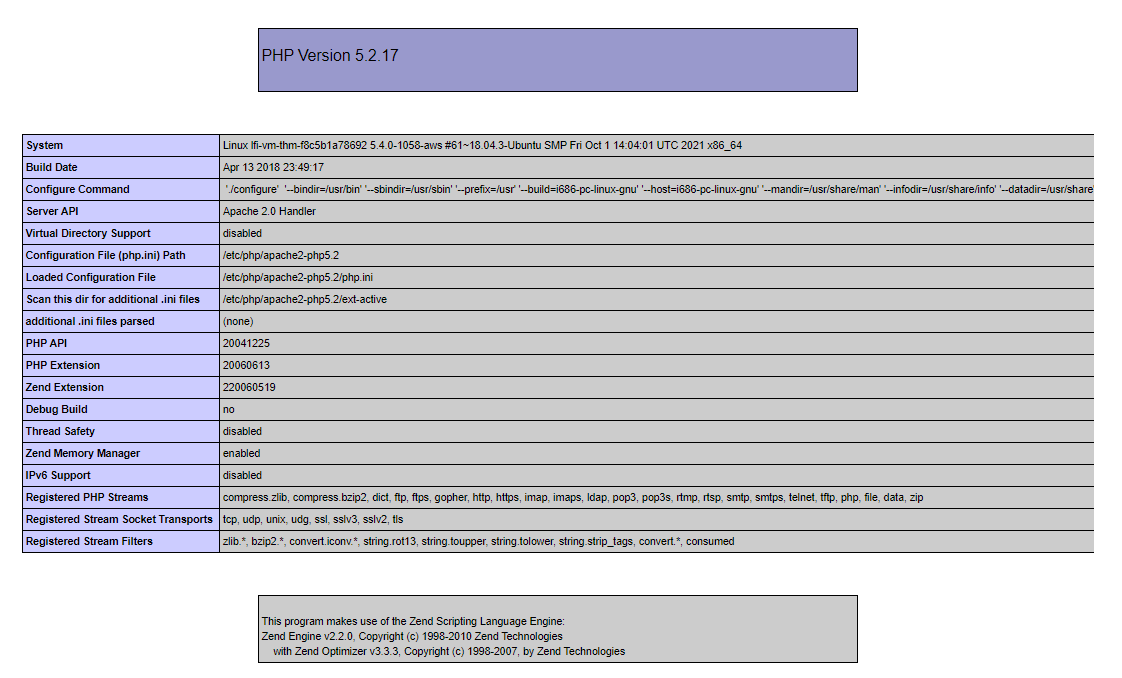 PHP Version 5.2.17
System Linux lfi-vm-thm-f8c5b1a78692 5.4.0-1058-aws #61~18.04.3-Ubuntu SMP Fri Oct 1 14:04:01 UTC 2021 x86_64
Build Date Apr 13 2018 23:49:17
Configure Command './configure' '--bindir=/usr/bin' '--sbindir=/usr/sbin' '--prefix=/usr' '--build=i686-pc-linux-gnu' '--host=i686-pc-linux-gnu' '--mandir=/usr/share/man' '--infodir=/usr/share/info' '--datadir=/usr/share'
Server API Apache 2.0 Handler
Virtual Directory Support disabled
Configuration File (php.ini) Path /etc/php/apache2-php5.2
Loaded Configuration File /etc/php/apache2-php5.2/php.ini
Scan this dir for additional .ini files /etc/php/apache2-php5.2/ext-active
additional .ini files parsed (none)
PHP API 20041225
PHP Extension 20060613
Zend Extension 220060519
Debug Build no
Thread Safety disabled
Zend Memory Manager enabled
IPv6 Support disabled
Registered PHP Streams compress.zlib, compress.bzip2, dict, ftp, ftps, gopher, http, https, imap, imaps, ldap, pop3, pop3s, rtmp, rtsp, smtp, smtps, telnet, tftp, php, file, data, zip
Registered Stream Socket Transports tcp, udp, unix, udg, ssl, sslv3, sslv2, tls
Registered Stream Filters zlib.*, bzip2.*, convert.iconv.*, string.rot13, string.toupper, string.tolower, string.strip_tags, convert.*, consumed
This program makes use of the Zend Scripting Language Engine:
Zend Engine v2.2.0, Copyright (c) 1998-2010 Zend Technologies
with Zend Optimizer v3.3.3, Copyright (c) 1998-2007, by Zend Technologies